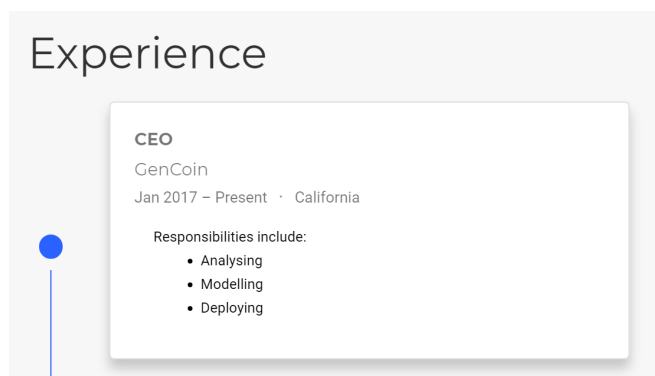 Experience
CEO
GenCoin
Jan 2017 – Present · California
Responsibilities include:
• Analysing
• Modelling
• Deploying